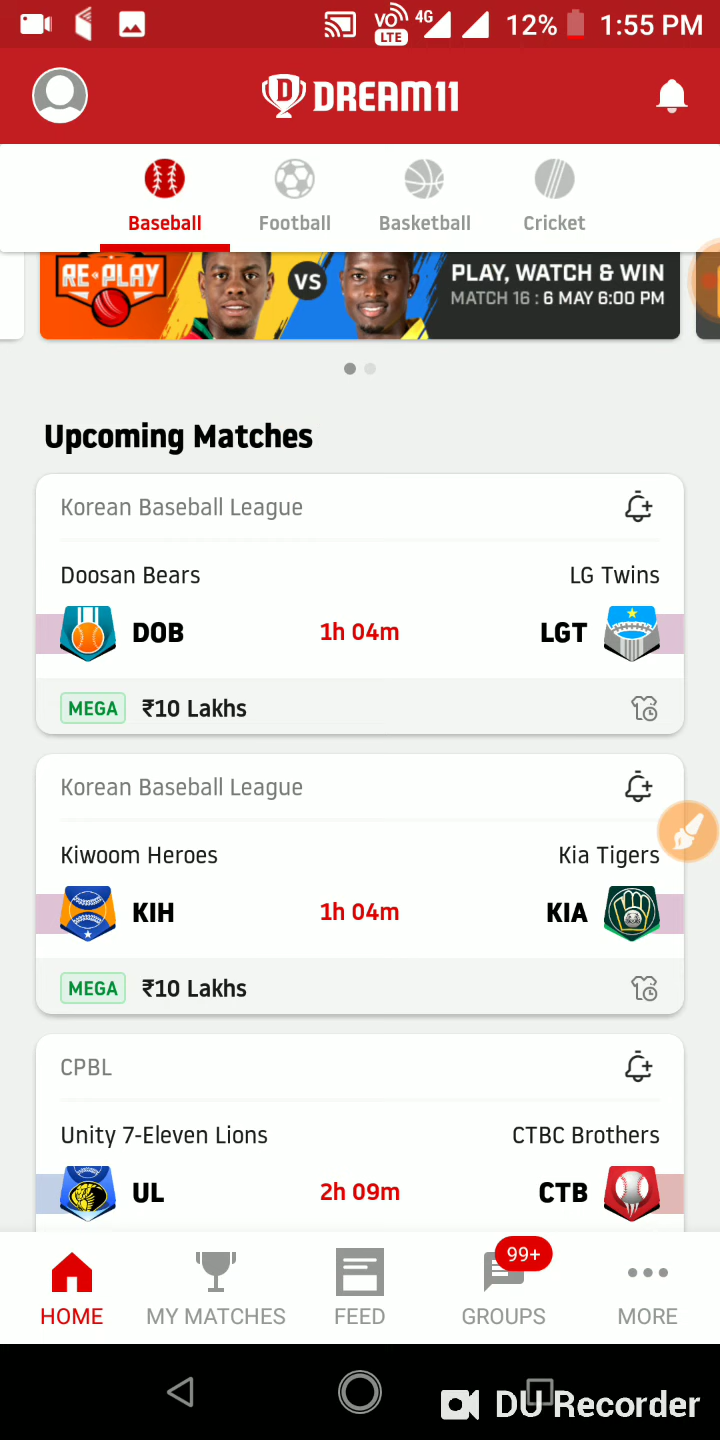 VO LTE 4G 12% 1:55 PM
DREAM11
Baseball Football Basketball Cricket
RE-PLAY VS PLAY, WATCH & WIN
MATCH 16 : 6 MAY 6:00 PM
Upcoming Matches
Korean Baseball League
Doosan Bears LG Twins
DOB 1h 04m LGT
MEGA ₹10 Lakhs
Korean Baseball League
Kiwoom Heroes Kia Tigers
KIH 1h 04m KIA
MEGA ₹10 Lakhs
CPBL
Unity 7-Eleven Lions CTBC Brothers
UL 2h 09m CTB
99+
HOME MY MATCHES FEED GROUPS MORE
DU Recorder